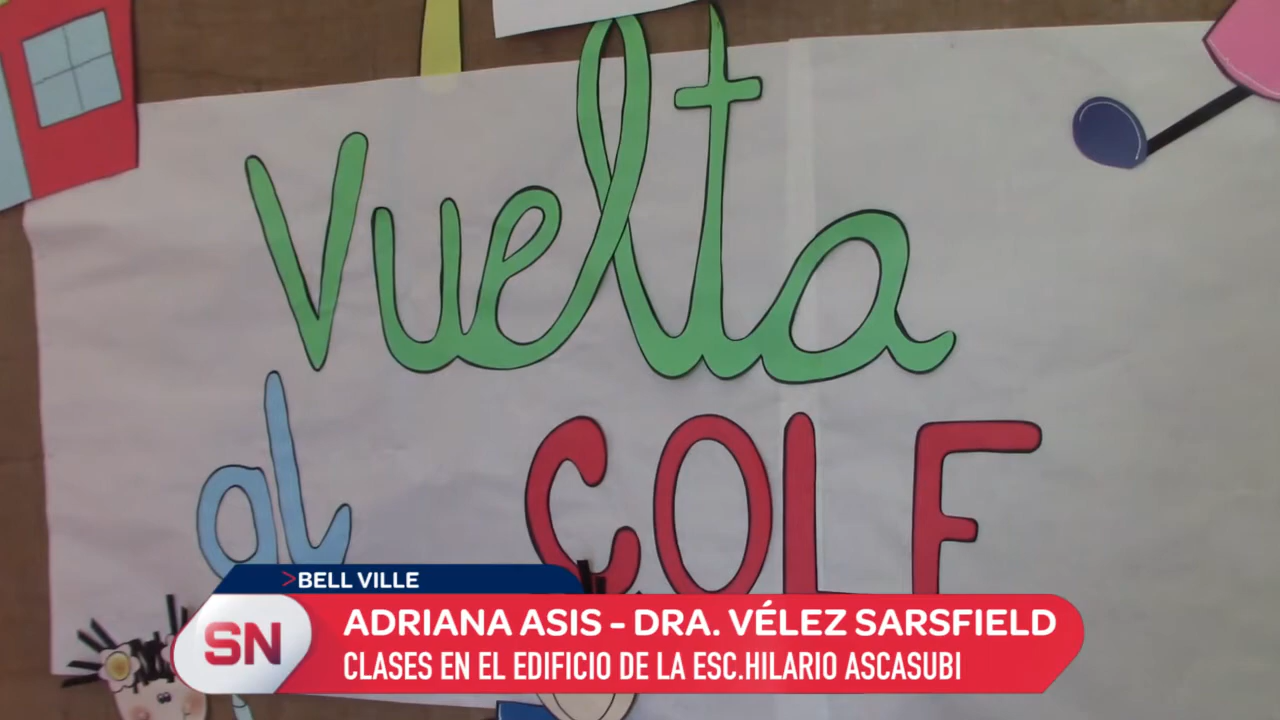 Vuelta
al COLE
>BELL VILLE
SN
ADRIANA ASIS - DRA. VÉLEZ SARSFIELD
CLASES EN EL EDIFICIO DE LA ESC.HILARIO ASCASUBI